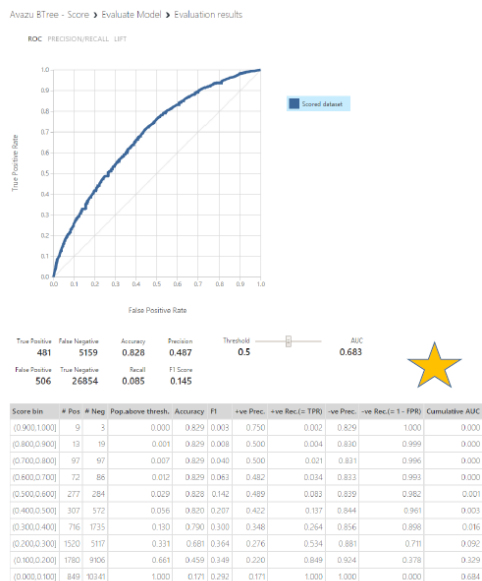 Avazu BTree - Score ❯ Evaluate Model ❯ Evaluation results
ROC PRECISION/RECALL LIFT
Scored dataset
True Positive Rate
1.0
0.9
0.8
0.7
0.6
0.5
0.4
0.3
0.2
0.1
0.0
0.0 0.1 0.2 0.3 0.4 0.5 0.6 0.7 0.8 0.9 1.0
False Positive Rate
True Positive False Negative Accuracy Precision Threshold AUC
481 5159 0.828 0.487 0.5 0.683
False Positive True Negative Recall F1 Score
506 26854 0.085 0.145
Score bin # Pos # Neg Pop.above thresh. Accuracy F1 +ve Prec. +ve Rec.(= TPR) -ve Prec. -ve Rec.(= 1 - FPR) Cumulative AUC
(0.900,1.000] 9 3 0.000 0.829 0.003 0.750 0.002 0.829 1.000 0.000
(0.800,0.900] 13 19 0.001 0.829 0.008 0.500 0.004 0.830 0.999 0.000
(0.700,0.800] 97 97 0.007 0.829 0.040 0.500 0.021 0.831 0.996 0.000
(0.600,0.700] 72 86 0.012 0.829 0.063 0.482 0.034 0.833 0.993 0.000
(0.500,0.600] 277 284 0.029 0.828 0.142 0.489 0.083 0.839 0.982 0.001
(0.400,0.500] 307 572 0.056 0.820 0.207 0.422 0.137 0.844 0.961 0.003
(0.300,0.400] 716 1735 0.130 0.790 0.300 0.348 0.264 0.856 0.898 0.016
(0.200,0.300] 1520 5117 0.331 0.681 0.364 0.276 0.534 0.881 0.711 0.092
(0.100,0.200] 1780 9106 0.661 0.459 0.349 0.220 0.849 0.924 0.378 0.329
(0.000,0.100] 849 10341 1.000 0.171 0.292 0.171 1.000 1.000 0.000 0.684